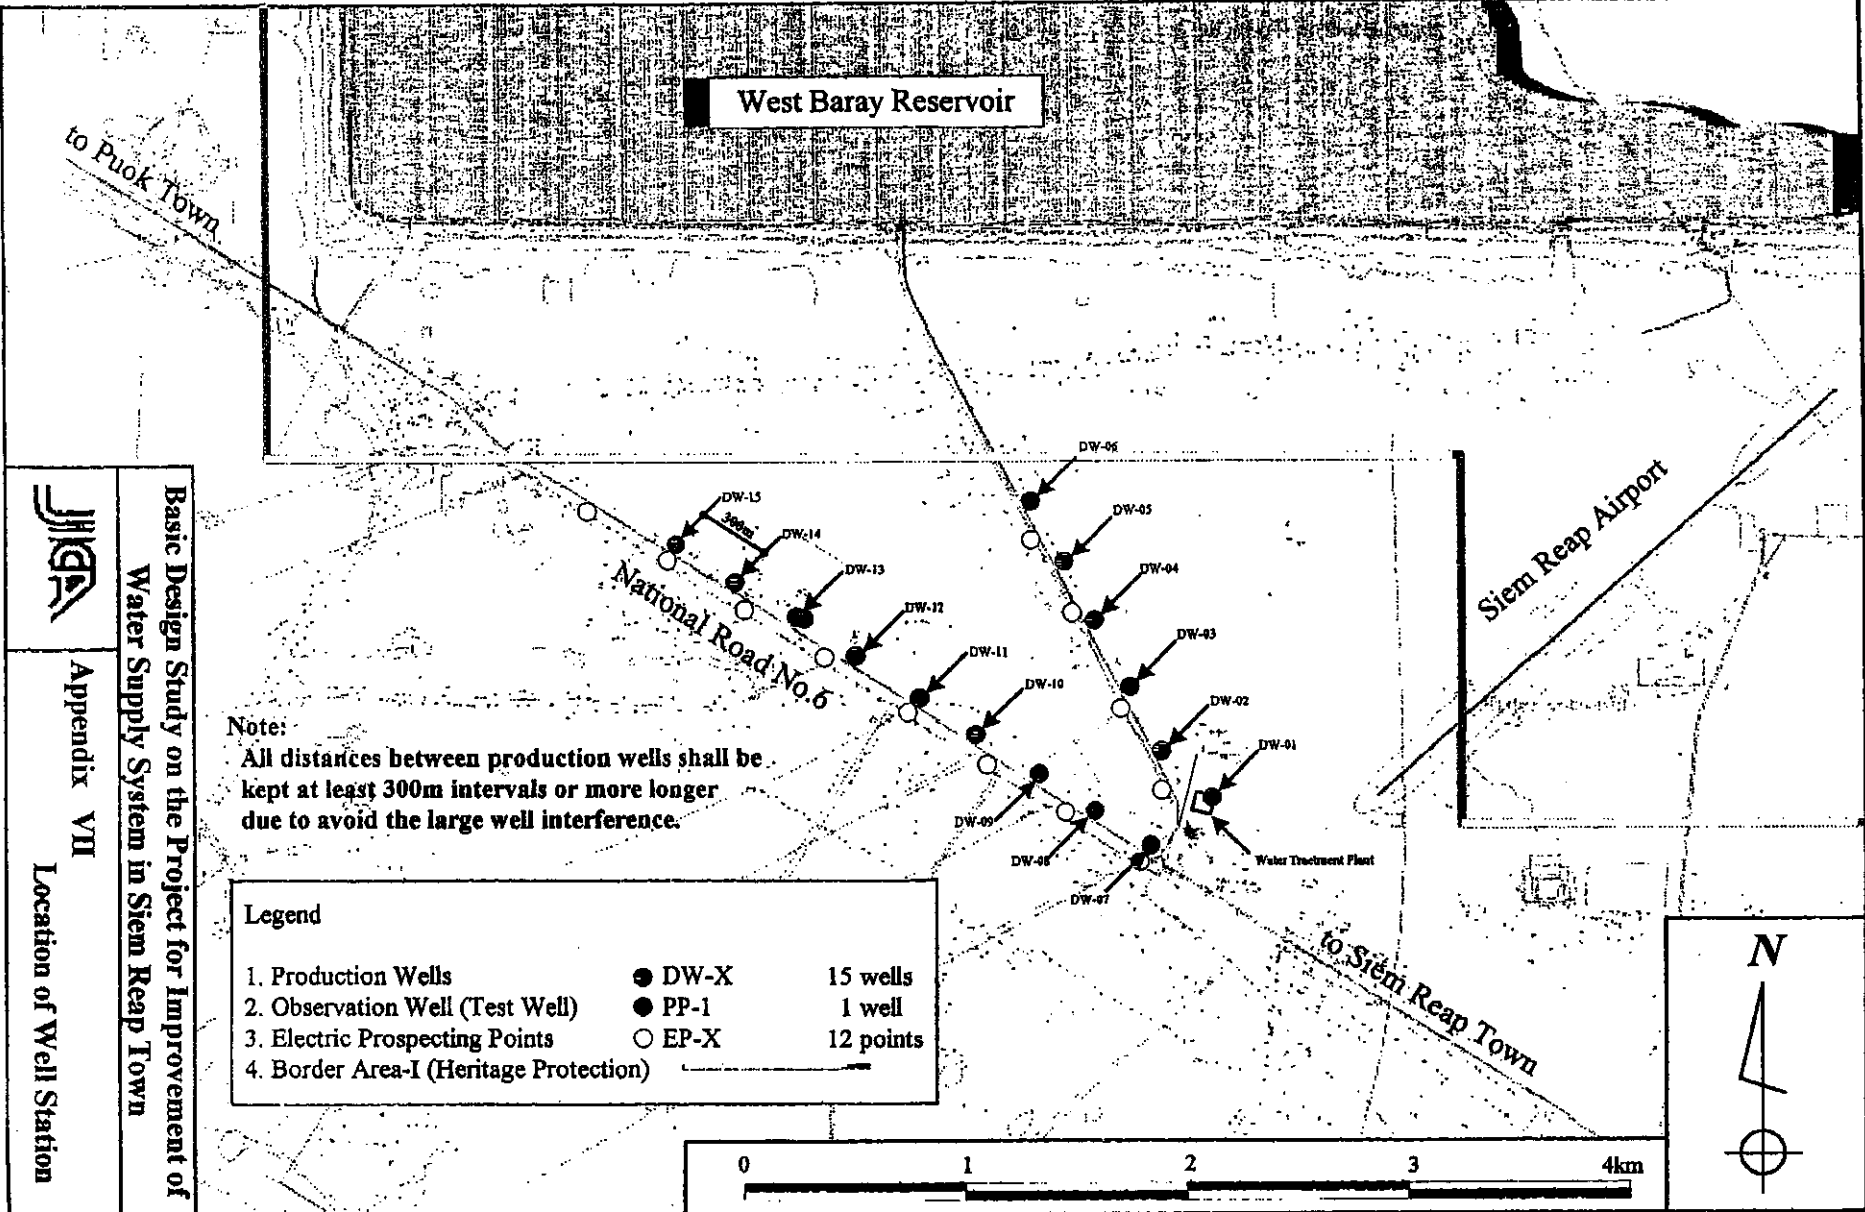 West Baray Reservoir
to Puok Town
DW-06
DW-05
DW-04
DW-03
DW-02
DW-01
DW-15
300m
DW-14
DW-13
DW-12
DW-11
DW-10
DW-09
DW-08
DW-07
National Road No.6
Siem Reap Airport
Water Tractment Plant
to Siem Reap Town
Note:
All distances between production wells shall be
kept at least 300m intervals or more longer
due to avoid the large well interference.
Legend
1. Production Wells DW-X 15 wells
2. Observation Well (Test Well) PP-1 1 well
3. Electric Prospecting Points EP-X 12 points
4. Border Area-I (Heritage Protection)
N
0 1 2 3 4km
Basic Design Study on the Project for Improvement of
Water Supply System in Siem Reap Town
JICA
Appendix VII
Location of Well Station